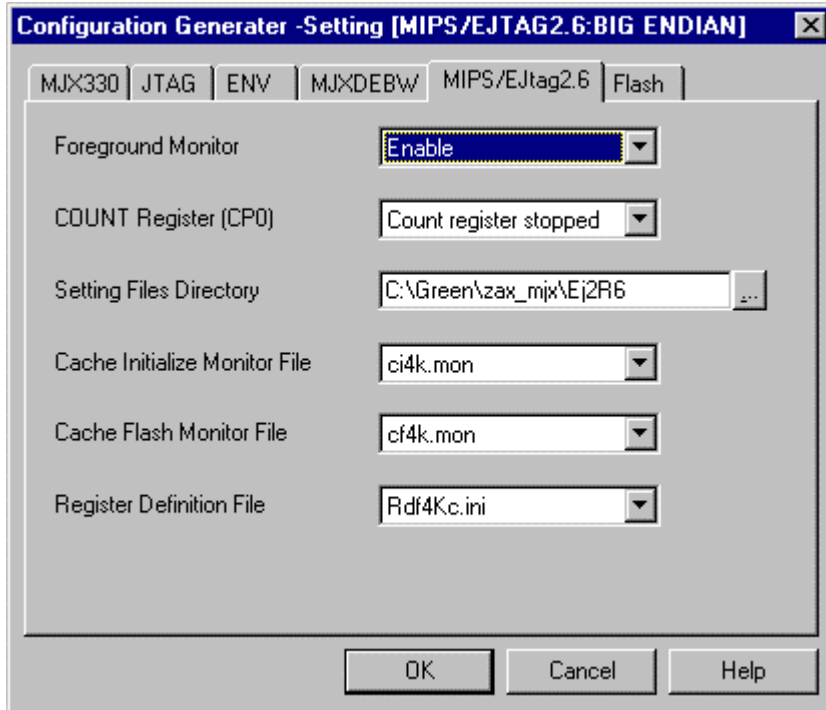 Configuration Generater -Setting [MIPS/EJTAG2.6:BIG ENDIAN]
MJX330 JTAG ENV MJXDEBW MIPS/EJtag2.6 Flash
Foreground Monitor Enable
COUNT Register (CP0) Count register stopped
Setting Files Directory C:\Green\zax_mjx\Ej2R6 ...
Cache Initialize Monitor File ci4k.mon
Cache Flash Monitor File cf4k.mon
Register Definition File Rdf4Kc.ini
OK Cancel Help